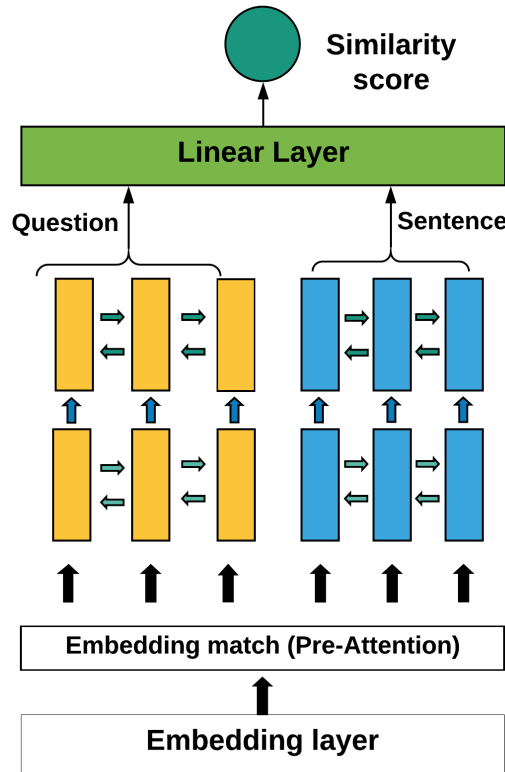 Similarity
score
Linear Layer
Question
Sentence
Embedding match (Pre-Attention)
Embedding layer